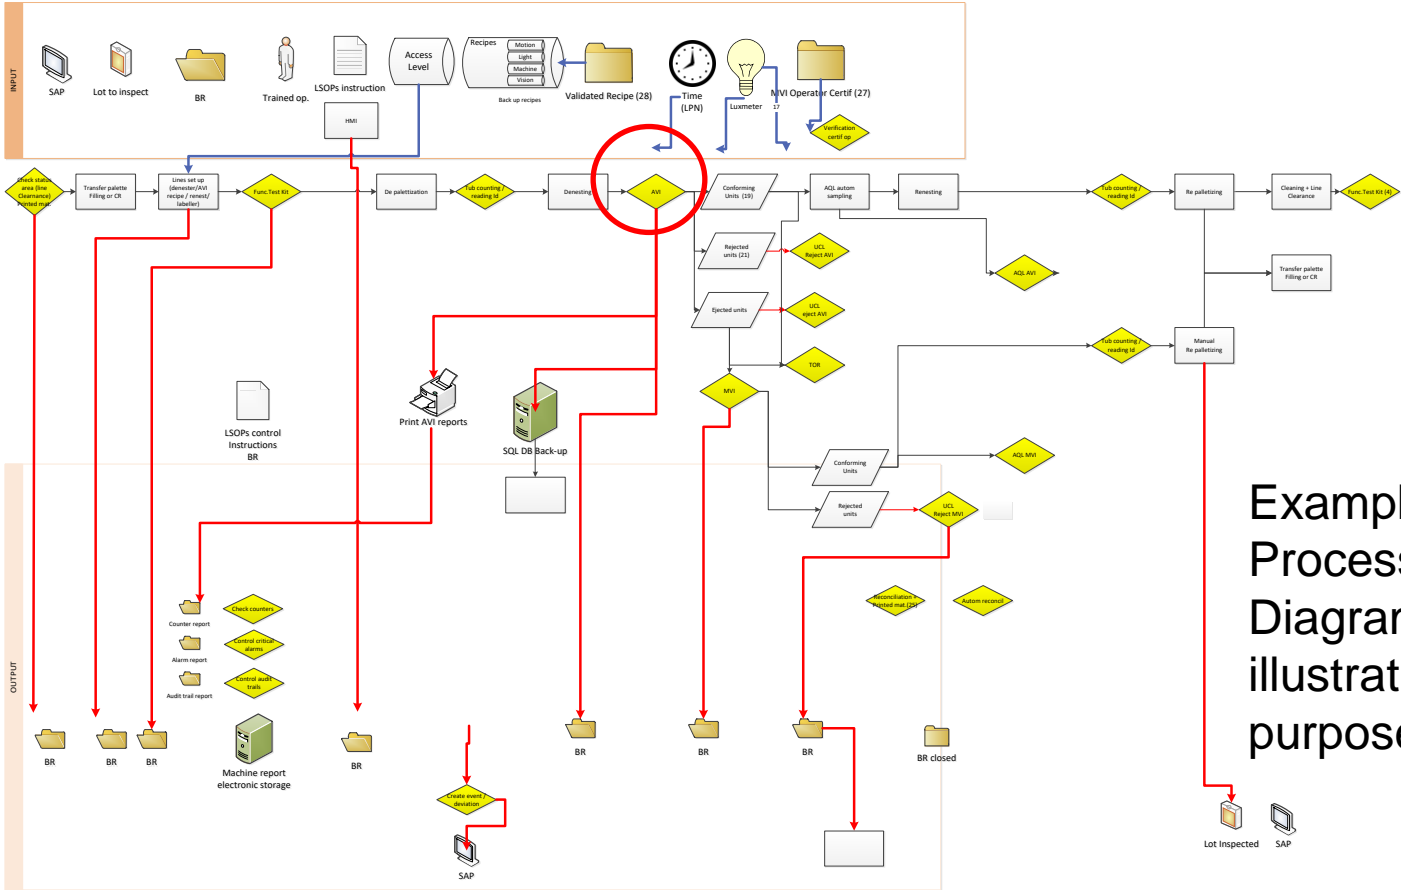 INPUT
SAP
Lot to inspect
BR
Trained op.
LSOPs instruction
HMI
Access
Level
Recipes
Motion
Light
Machine
Vision
Back up recipes
Validated Recipe (28)
Time
(LPN)
Luxmeter
17
MVI Operator Certif (27)
Verification
certif op
Check status
area (line
Clearnance)
Printed mat.
Transfer palette
Filling or CR
Lines set up
(denester/AVI
recipe / renest/
labeller)
Func.Test Kit
De palettization
Tub counting /
reading Id
Denesting
AVI
Conforming
Units (19)
AQL autom
sampling
Renesting
Tub counting /
reading Id
Re palletizing
Cleaning + Line
Clearance
Func.Test Kit (4)
Rejected
units (21)
UCL
Reject AVI
AQL AVI
Transfer palette
Filling or CR
Ejected units
UCL
eject AVI
TOR
Tub counting /
reading Id
Manual
Re palletizing
MVI
LSOPs control
Instructions
BR
Print AVI reports
SQL DB Back-up
Conforming
Units
AQL MVI
Rejected
units
UCL
Reject MVI
Exampl
Process
Diagran
illustrat
purpose
OUTPUT
Counter report
Check counters
Alarm report
Control critical
alarms
Audit trail report
Control audit
trails
Reconciliation +
Printed mat.(25)
Autom reconcil
BR
BR
BR
Machine report
electronic storage
BR
BR
BR
BR
BR closed
Create event /
deviation
SAP
Lot Inspected
SAP